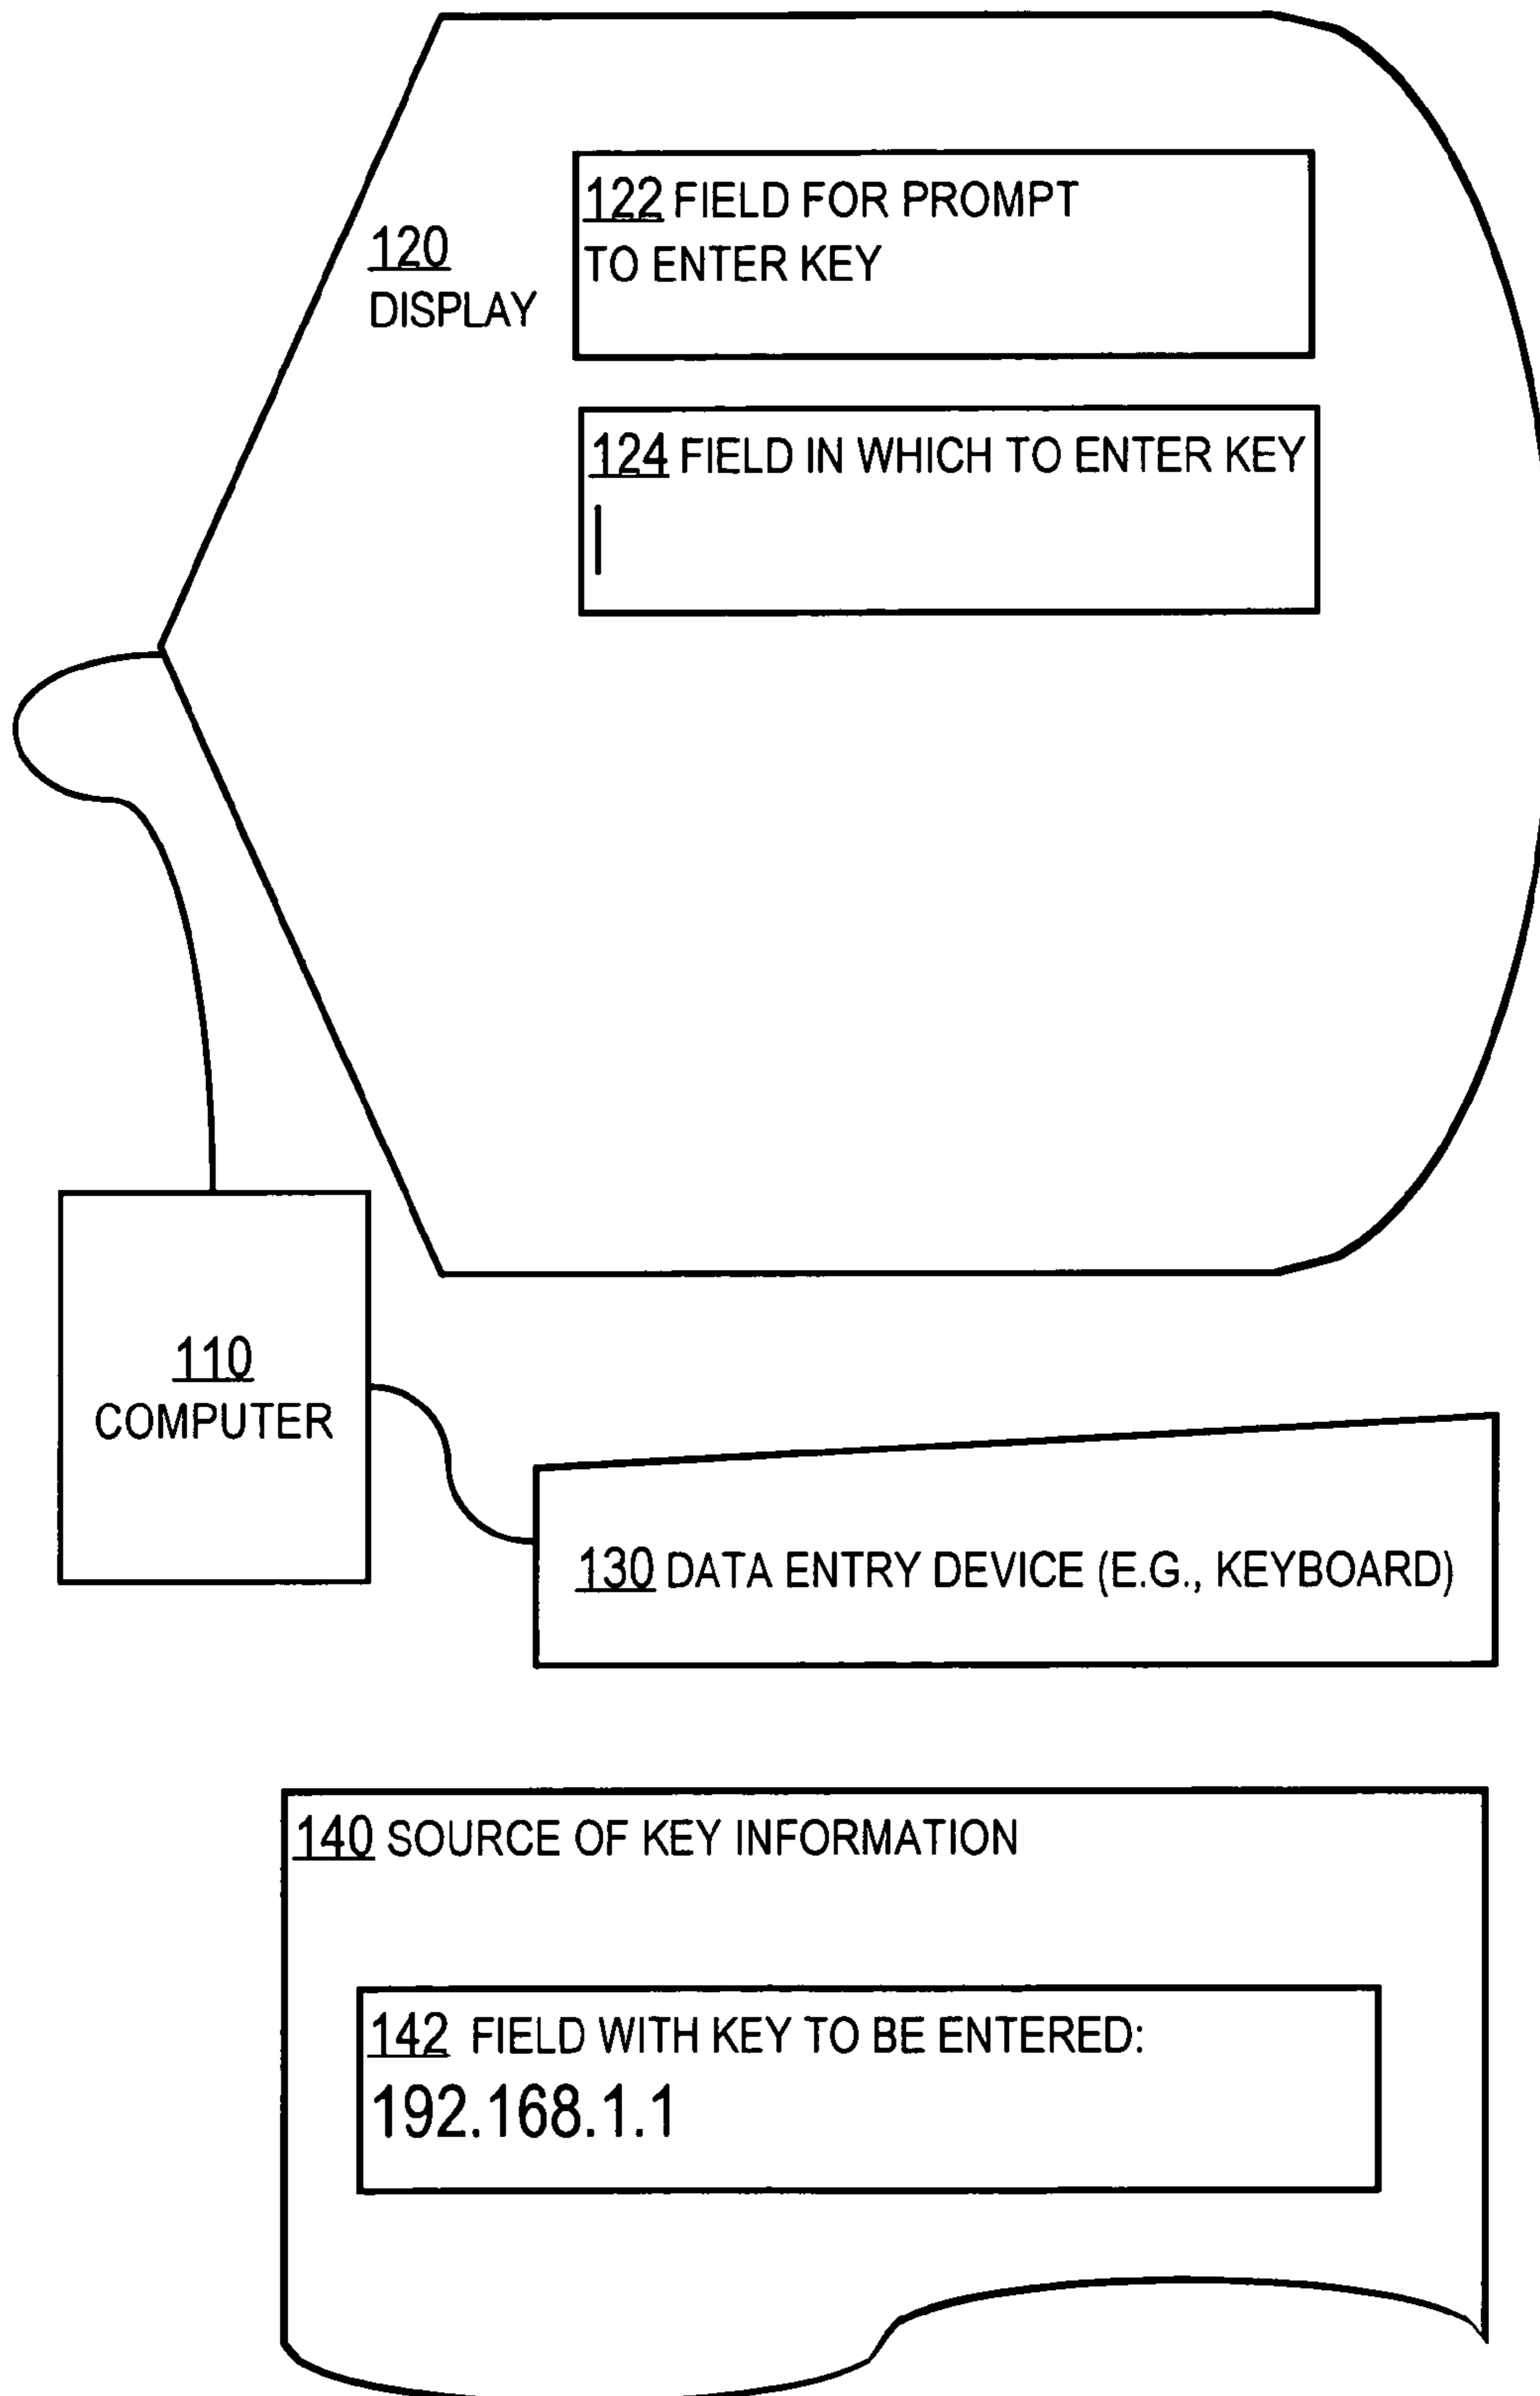 122 FIELD FOR PROMPT
TO ENTER KEY
120
DISPLAY
124 FIELD IN WHICH TO ENTER KEY
110
COMPUTER
130 DATA ENTRY DEVICE (E.G., KEYBOARD)
140 SOURCE OF KEY INFORMATION
142 FIELD WITH KEY TO BE ENTERED:
192.168.1.1